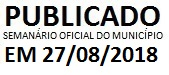 PUBLICADO
SEMANÁRIO OFICIAL DO MUNICÍPIO
EM 27/08/2018